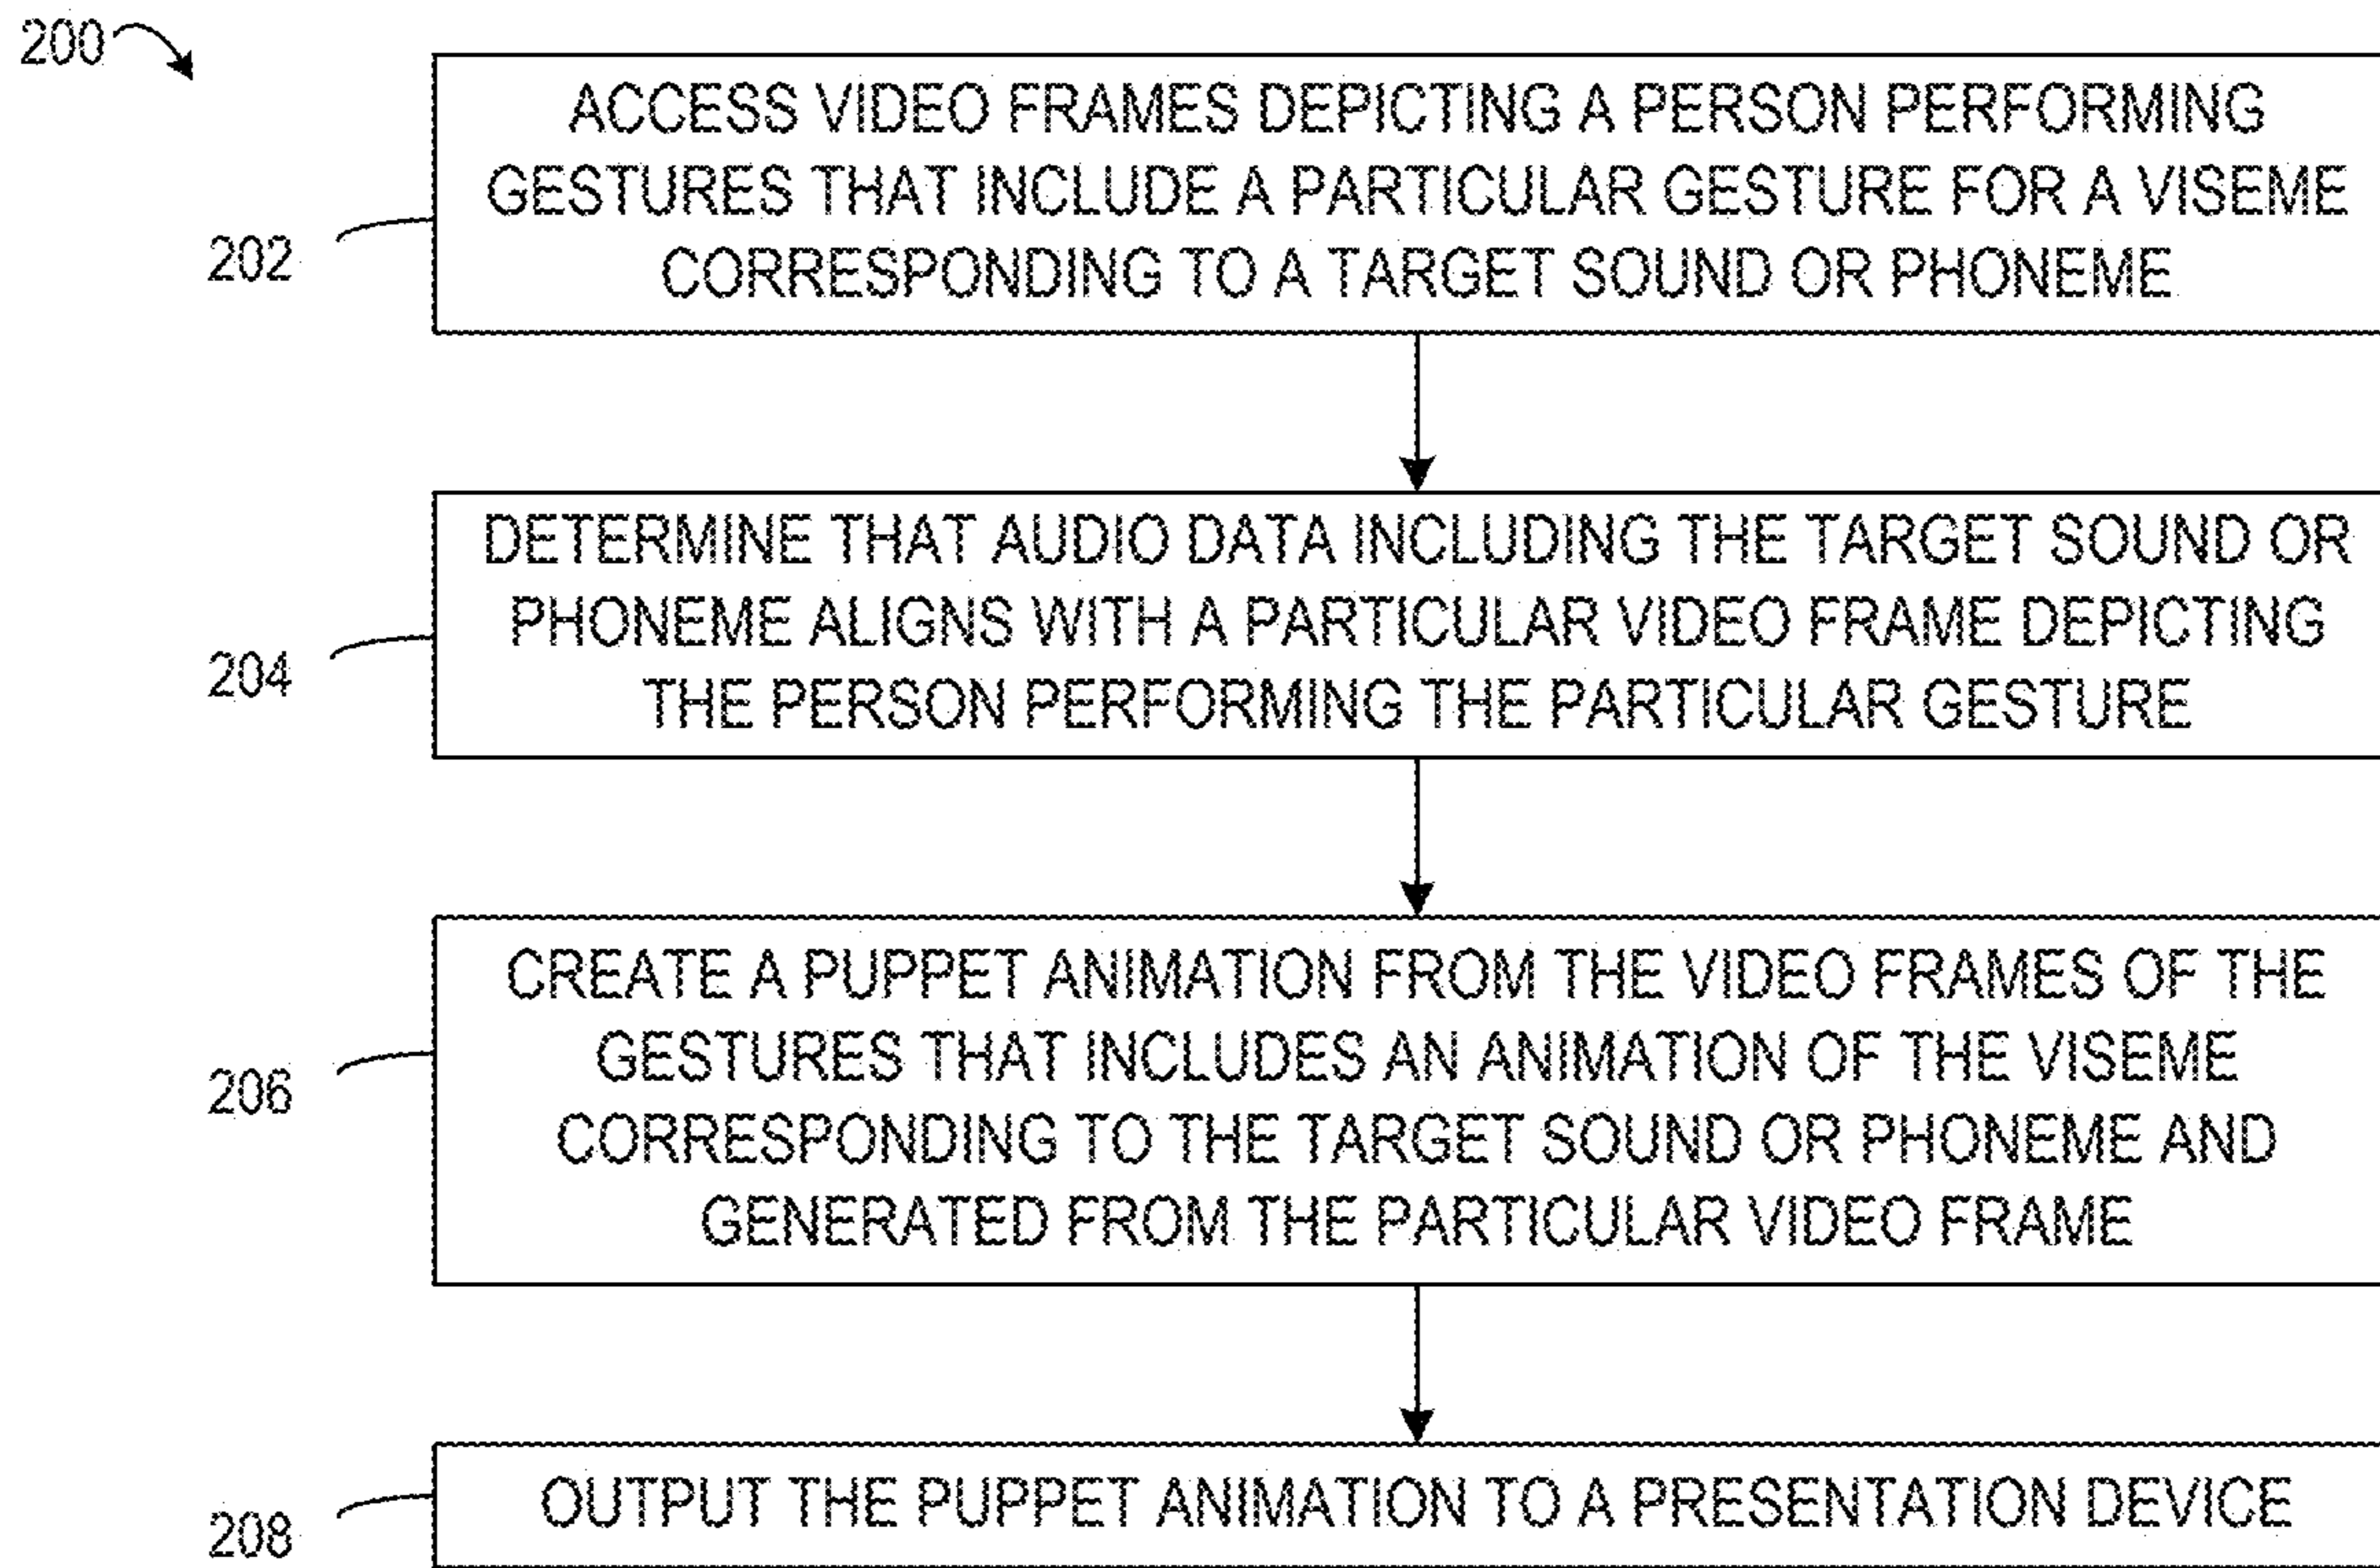 200
ACCESS VIDEO FRAMES DEPICTING A PERSON PERFORMING
GESTURES THAT INCLUDE A PARTICULAR GESTURE FOR A VISEME
CORRESPONDING TO A TARGET SOUND OR PHONEME
202
DETERMINE THAT AUDIO DATA INCLUDING THE TARGET SOUND OR
PHONEME ALIGNS WITH A PARTICULAR VIDEO FRAME DEPICTING
THE PERSON PERFORMING THE PARTICULAR GESTURE
204
CREATE A PUPPET ANIMATION FROM THE VIDEO FRAMES OF THE
GESTURES THAT INCLUDES AN ANIMATION OF THE VISEME
CORRESPONDING TO THE TARGET SOUND OR PHONEME AND
GENERATED FROM THE PARTICULAR VIDEO FRAME
206
OUTPUT THE PUPPET ANIMATION TO A PRESENTATION DEVICE
208